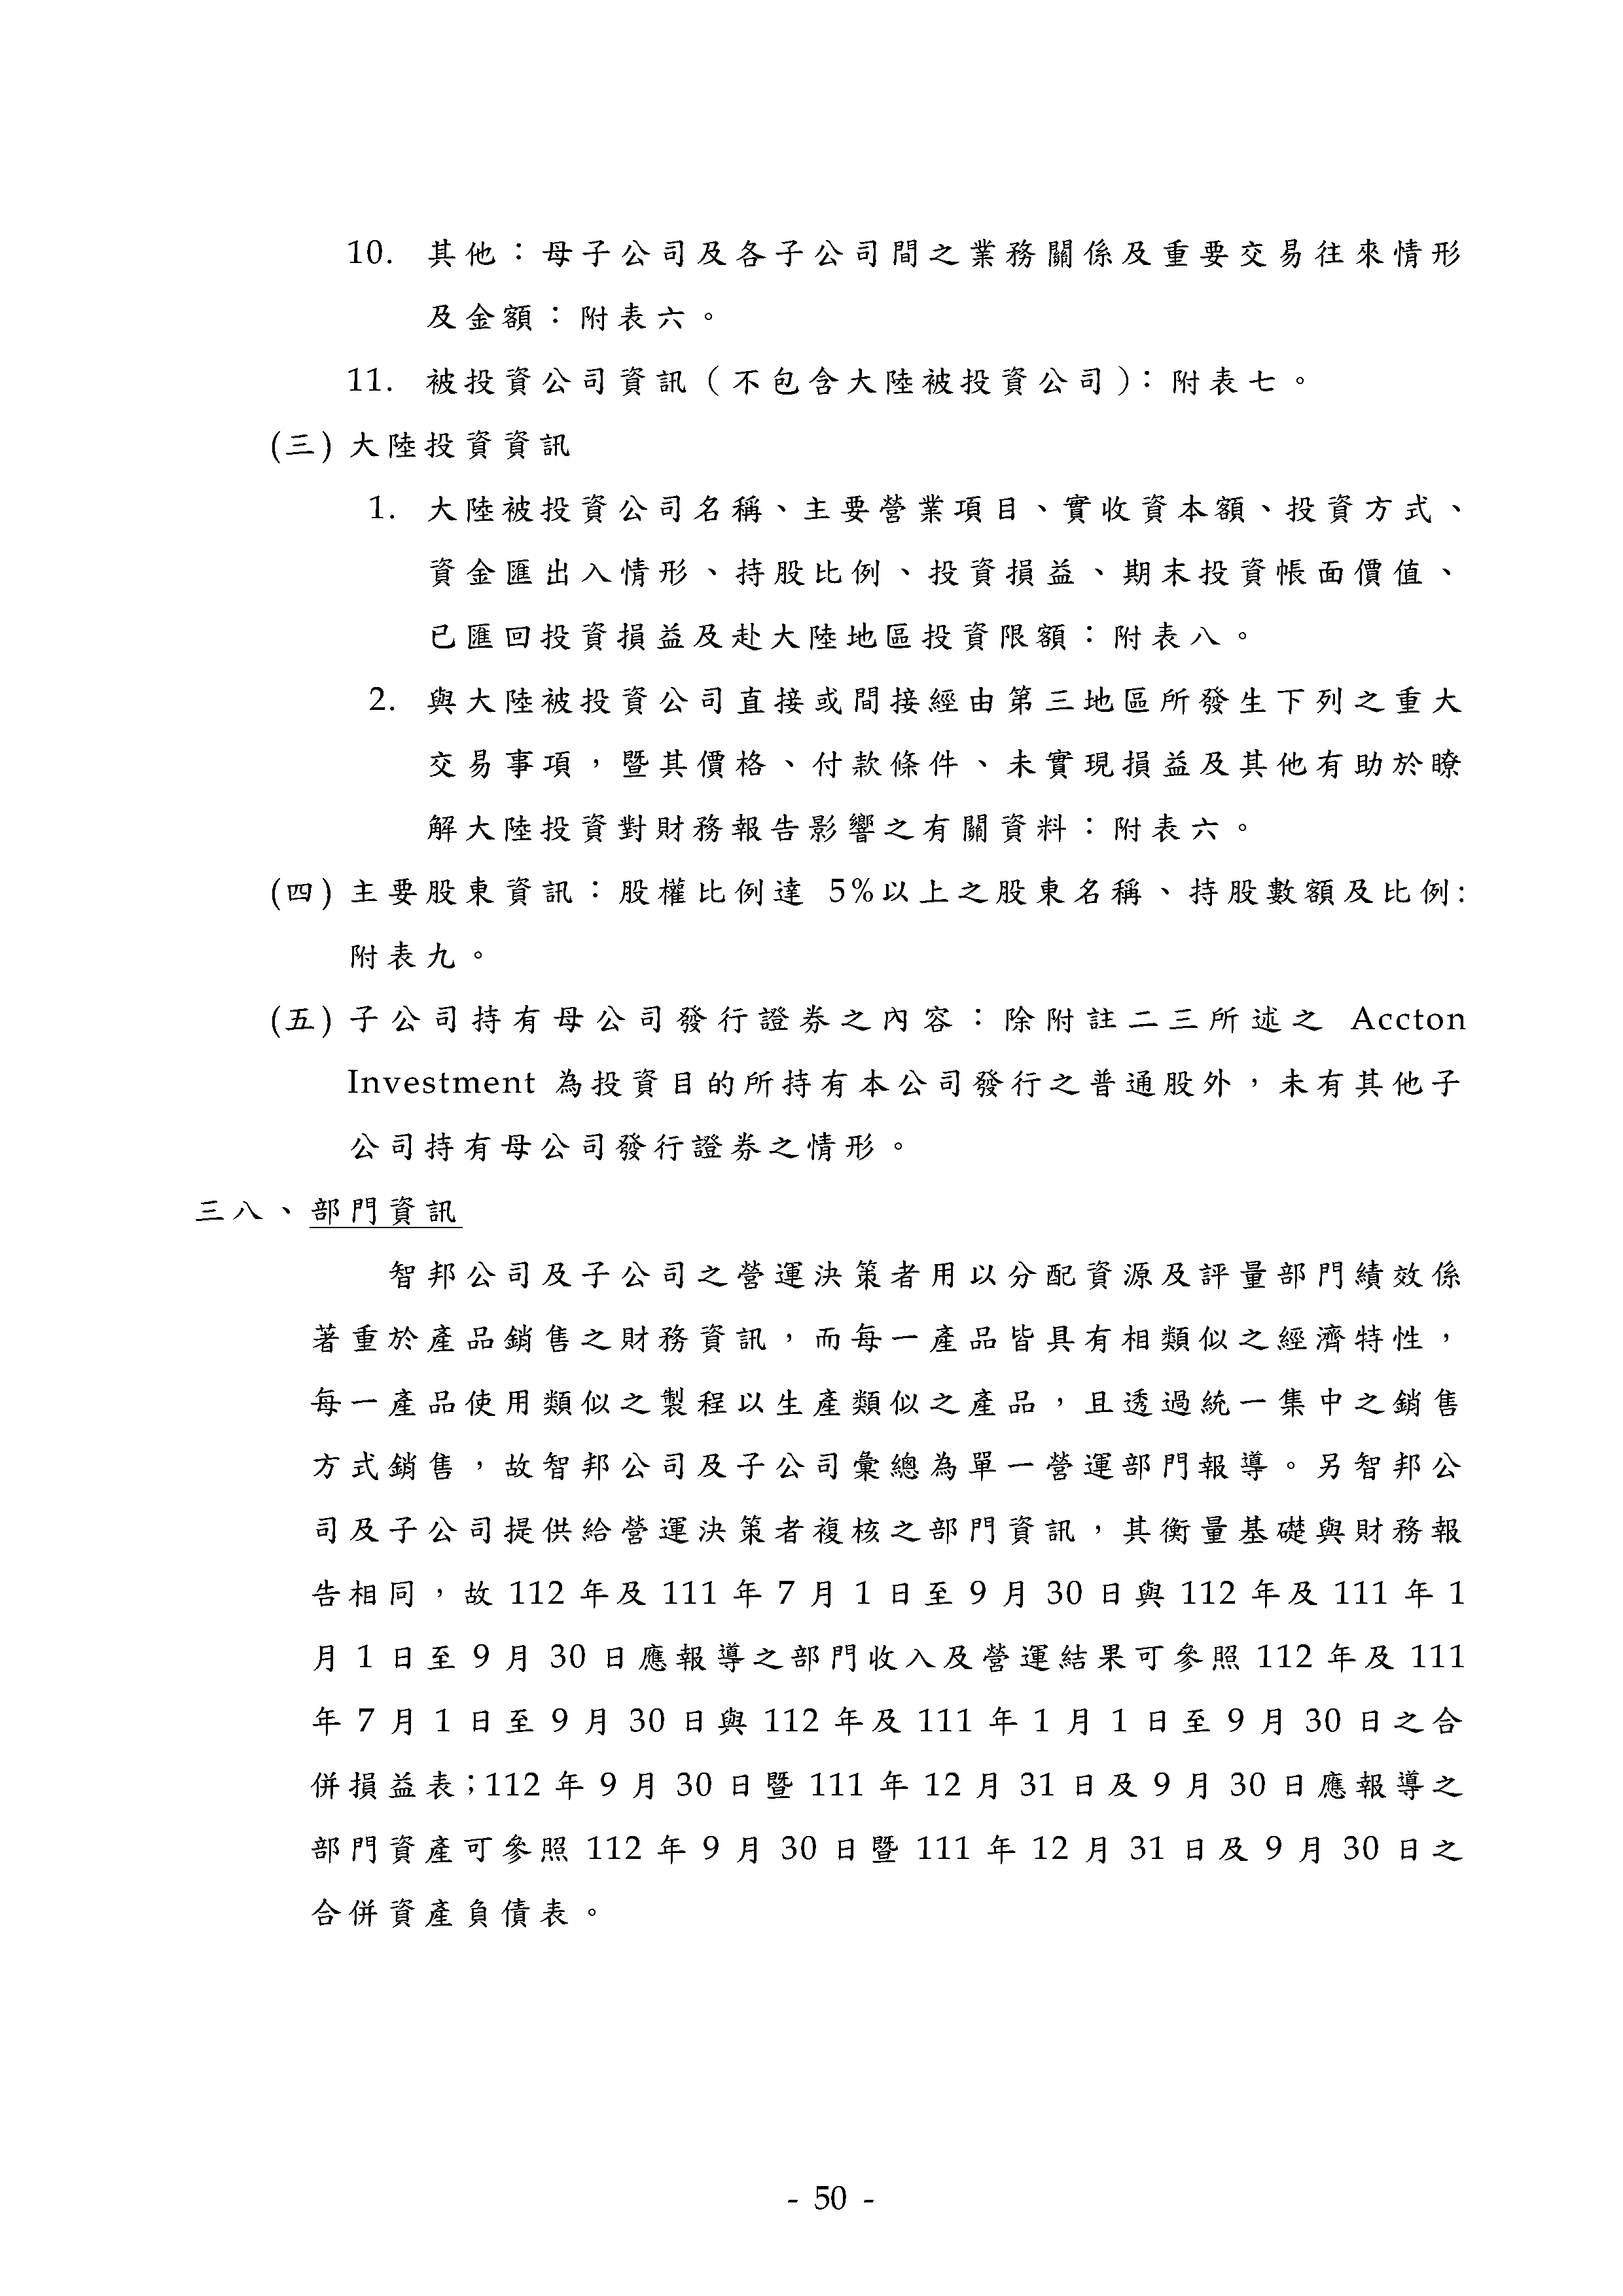 10. 其他：母子公司及各子公司間之業務關係及重要交易往來情形
及金額：附表六。
11. 被投資公司資訊（不包含大陸被投資公司）：附表七。
(三) 大陸投資資訊
1. 大陸被投資公司名稱、主要營業項目、實收資本額、投資方式、
資金匯出入情形、持股比例、投資損益、期末投資帳面價值、
已匯回投資損益及赴大陸地區投資限額：附表八。
2. 與大陸被投資公司直接或間接經由第三地區所發生下列之重大
交易事項，暨其價格、付款條件、未實現損益及其他有助於瞭
解大陸投資對財務報告影響之有關資料：附表六。
(四) 主要股東資訊：股權比例達 5%以上之股東名稱、持股數額及比例:
附表九。
(五) 子公司持有母公司發行證券之內容：除附註二三所述之 Accton
Investment 為投資目的所持有本公司發行之普通股外，未有其他子
公司持有母公司發行證券之情形。
三八、部門資訊
智邦公司及子公司之營運決策者用以分配資源及評量部門績效係
著重於產品銷售之財務資訊，而每一產品皆具有相類似之經濟特性，
每一產品使用類似之製程以生產類似之產品，且透過統一集中之銷售
方式銷售，故智邦公司及子公司彙總為單一營運部門報導。另智邦公
司及子公司提供給營運決策者複核之部門資訊，其衡量基礎與財務報
告相同，故 112 年及 111 年 7 月 1 日至 9 月 30 日與 112 年及 111 年 1
月 1 日至 9 月 30 日應報導之部門收入及營運結果可參照 112 年及 111
年 7 月 1 日至 9 月 30 日與 112 年及 111 年 1 月 1 日至 9 月 30 日之合
併損益表；112 年 9 月 30 日暨 111 年 12 月 31 日及 9 月 30 日應報導之
部門資產可參照 112 年 9 月 30 日暨 111 年 12 月 31 日及 9 月 30 日之
合併資產負債表。
- 50 -